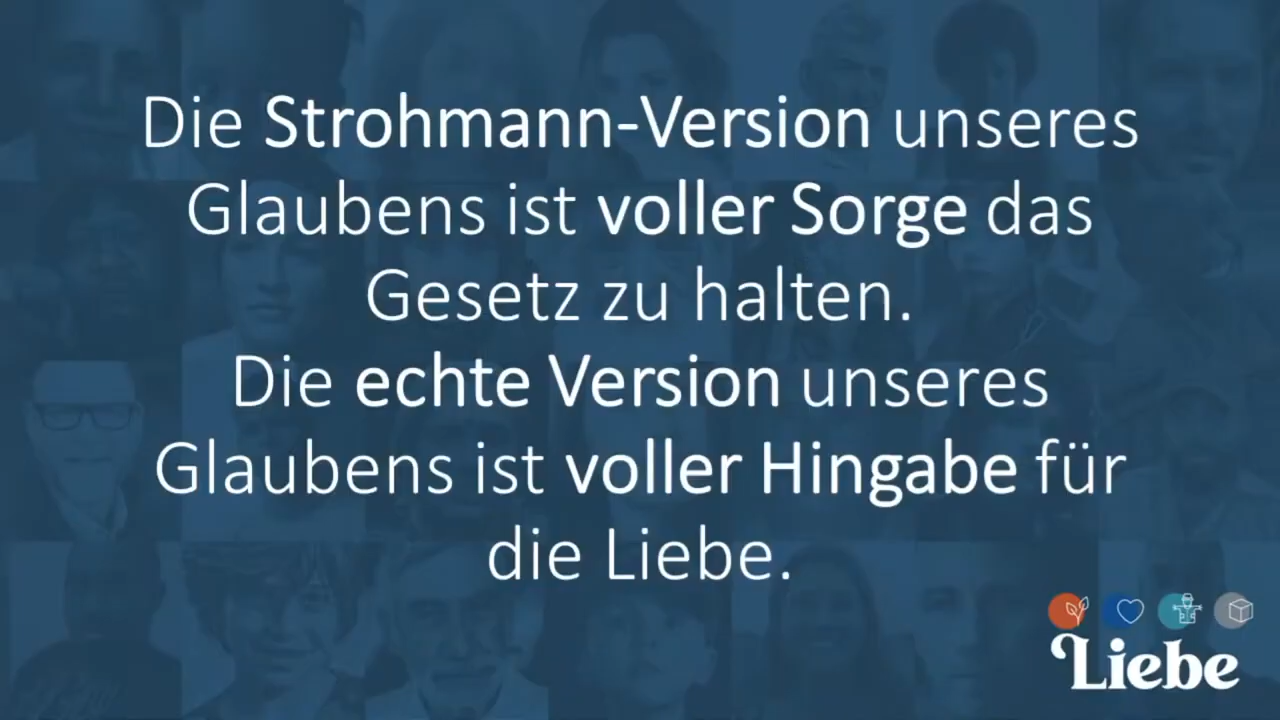 Die Strohmann-Version unseres
Glaubens ist voller Sorge das
Gesetz zu halten.
Die echte Version unseres
Glaubens ist voller Hingabe für
die Liebe.
Liebe